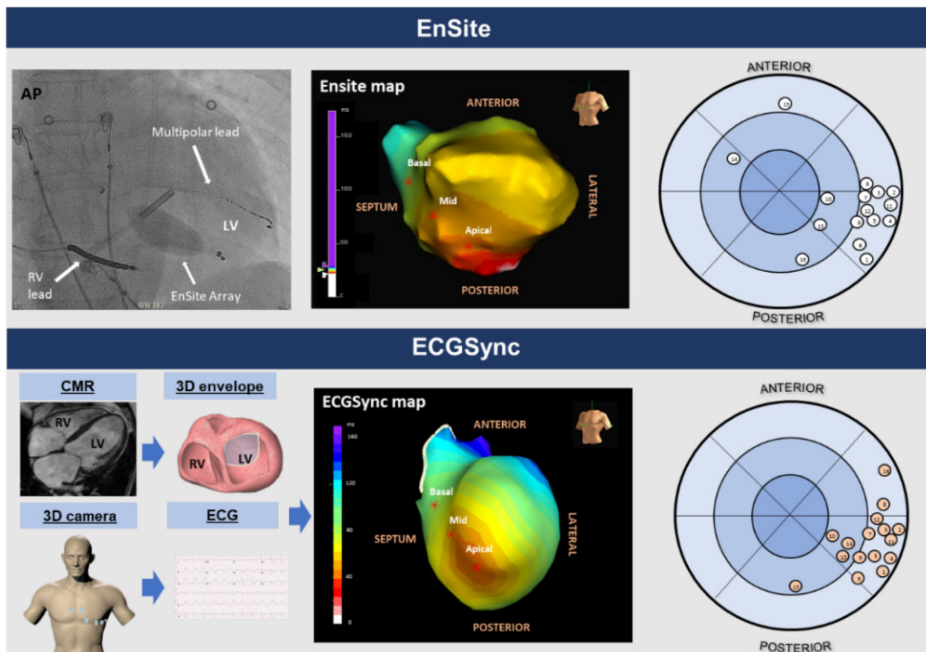 EnSite
AP
Multipolar lead
LV
RV
lead
EnSite Array
Ensite map
ms
150
100
50
ANTERIOR
Basal
Mid
Apical
SEPTUM
LATERAL
POSTERIOR
ANTERIOR
POSTERIOR
ECGSync
CMR
RV
LV
3D envelope
RV
LV
3D camera
ECG
ECGSync map
ms
160
120
80
40
0
ANTERIOR
Basal
Mid
Apical
SEPTUM
LATERAL
POSTERIOR
ANTERIOR
POSTERIOR